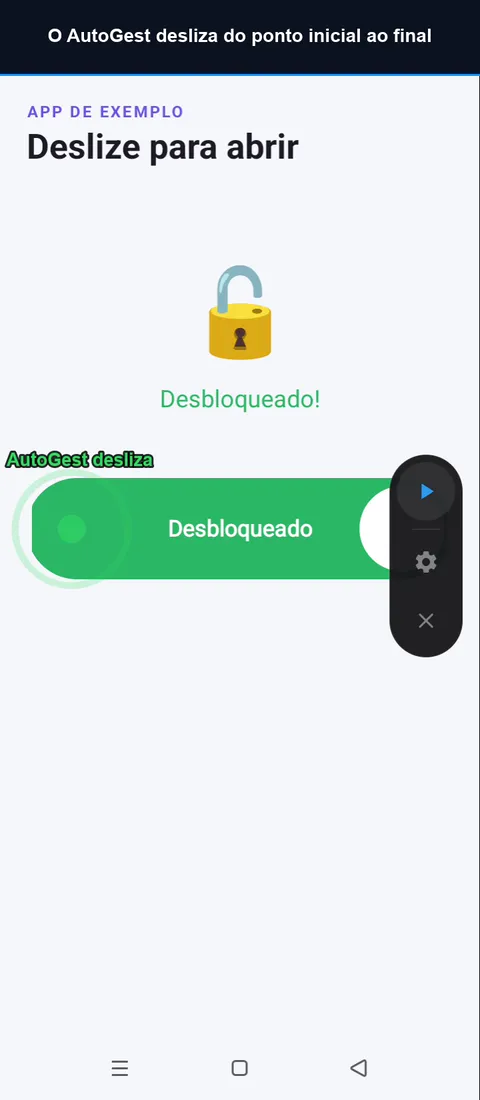 O AutoGest desliza do ponto inicial ao final
APP DE EXEMPLO
Deslize para abrir
Desbloqueado!
AutoGest desliza
Desbloqueado